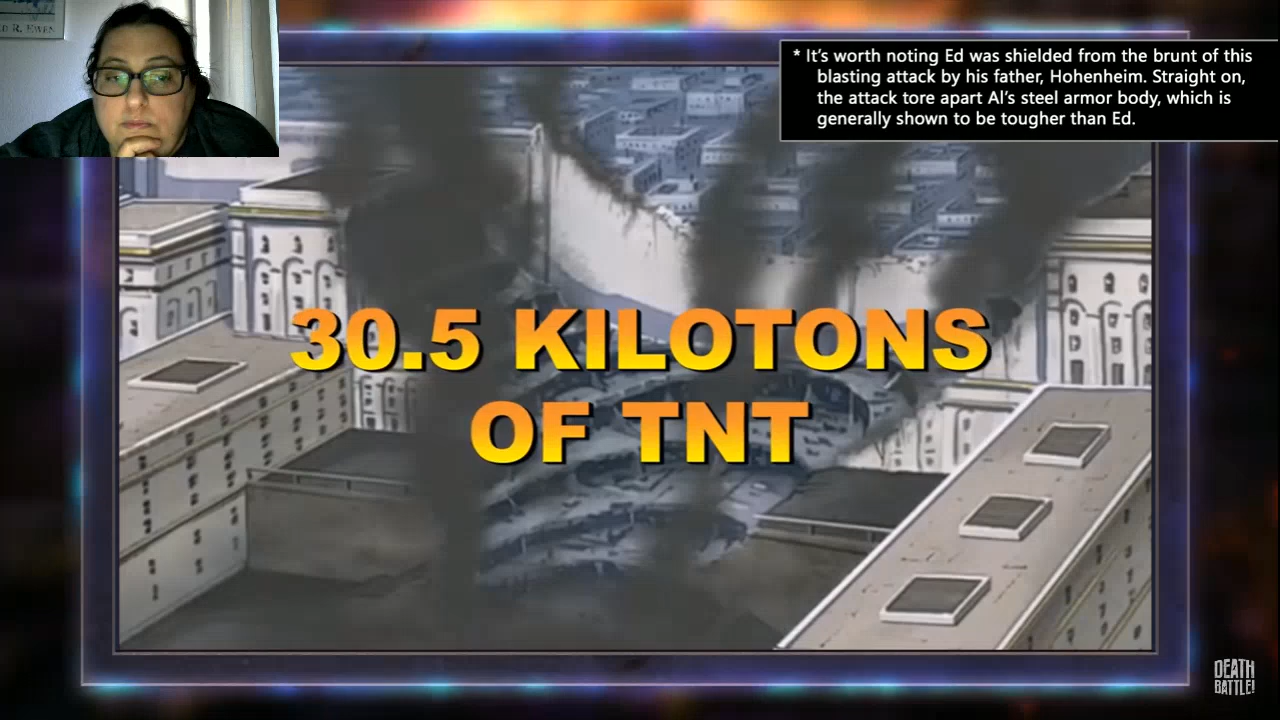 R. EWEN
* It's worth noting Ed was shielded from the brunt of this
blasting attack by his father, Hohenheim. Straight on,
the attack tore apart Al's steel armor body, which is
generally shown to be tougher than Ed.
30.5 KILOTONS
OF TNT
DEATH
BATTLE!